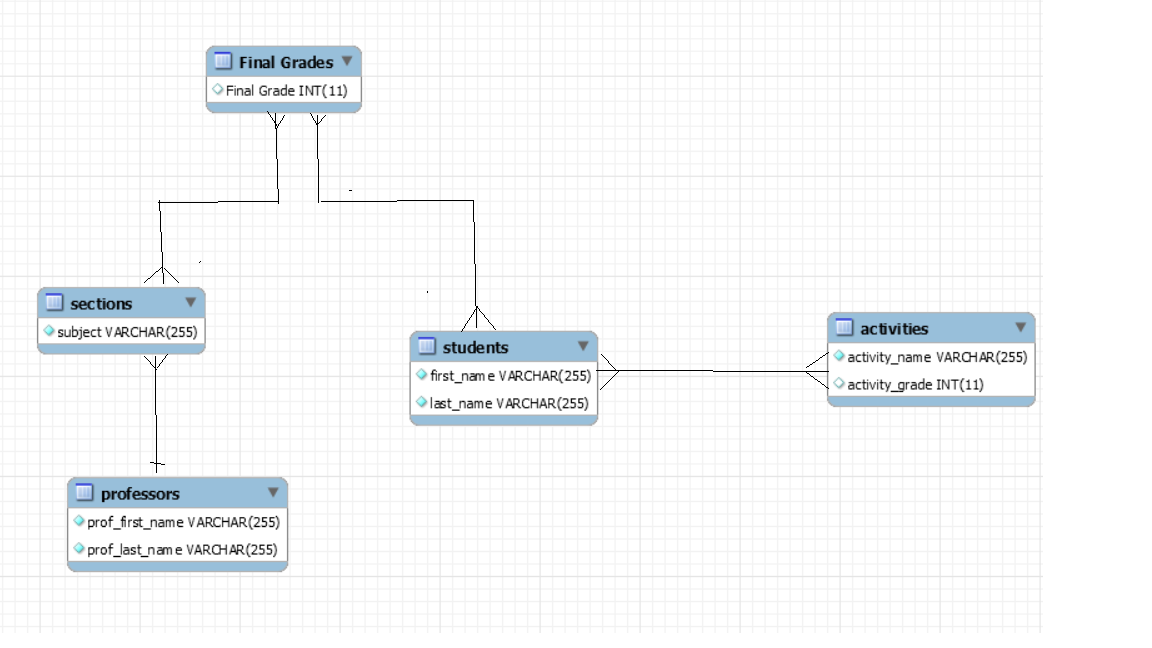 Final Grades
Final Grade INT(11)
sections
subject VARCHAR(255)
students
first_name VARCHAR(255)
last_name VARCHAR(255)
activities
activity_name VARCHAR(255)
activity_grade INT(11)
professors
prof_first_name VARCHAR(255)
prof_last_name VARCHAR(255)